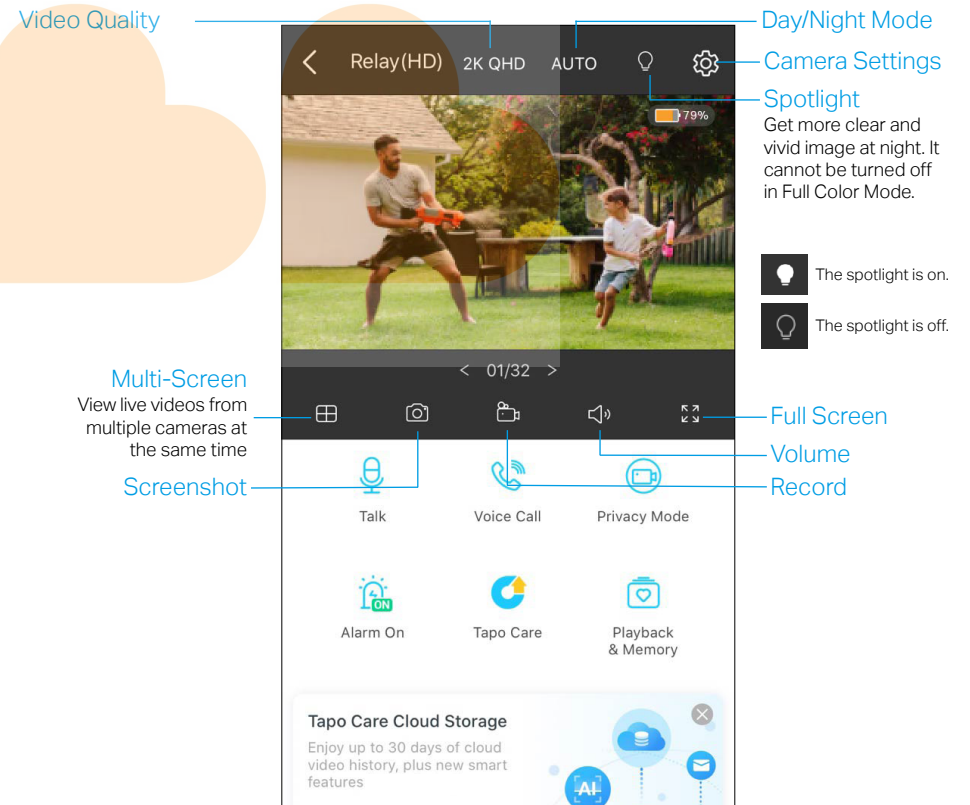 Video Quality
Day/Night Mode
Relay(HD)
2K QHD
AUTO
Camera Settings
Spotlight
79%
Get more clear and
vivid image at night. It
cannot be turned off
in Full Color Mode.
The spotlight is on.
The spotlight is off.
< 01/32 >
Multi-Screen
View live videos from
multiple cameras at
the same time
Full Screen
Volume
Screenshot
Record
Talk
Voice Call
Privacy Mode
ON
Alarm On
Tapo Care
Playback
& Memory
Tapo Care Cloud Storage
Enjoy up to 30 days of cloud
video history, plus new smart
features
AI